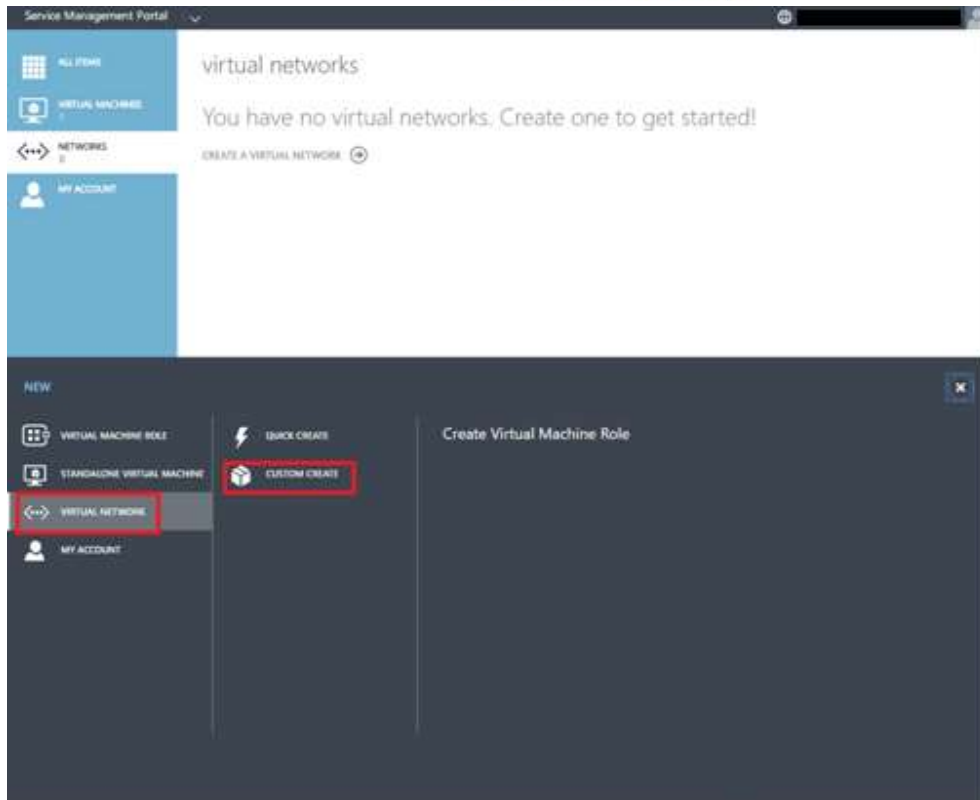 Service Management Portal
ALL ITEMS
VIRTUAL MACHINES
NETWORKS
0
MY ACCOUNT
virtual networks
You have no virtual networks. Create one to get started!
CREATE A VIRTUAL NETWORK
NEW
VIRTUAL MACHINE ROLE
STANDALONE VIRTUAL MACHINE
VIRTUAL NETWORK
MY ACCOUNT
QUICK CREATE
CUSTOM CREATE
Create Virtual Machine Role